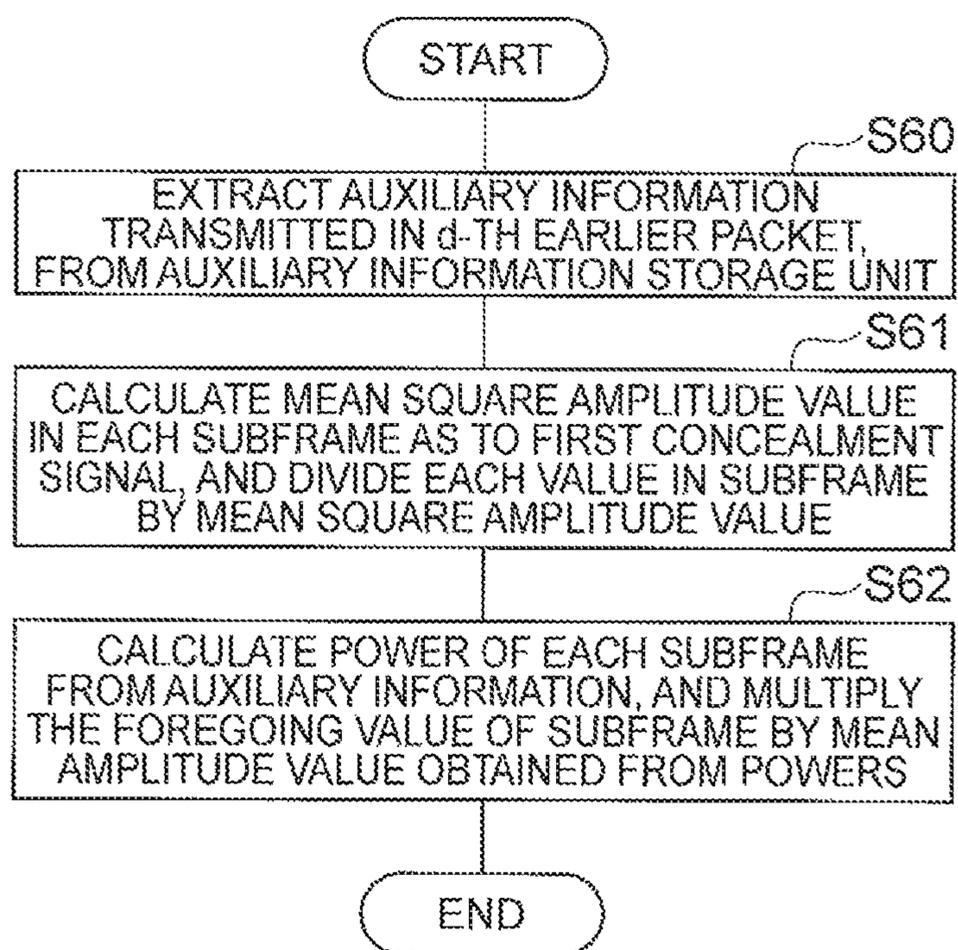 START
S60
EXTRACT AUXILIARY INFORMATION
TRANSMITTED IN d-TH EARLIER PACKET,
FROM AUXILIARY INFORMATION STORAGE UNIT
S61
CALCULATE MEAN SQUARE AMPLITUDE VALUE
IN EACH SUBFRAME AS TO FIRST CONCEALMENT
SIGNAL, AND DIVIDE EACH VALUE IN SUBFRAME
BY MEAN SQUARE AMPLITUDE VALUE
S62
CALCULATE POWER OF EACH SUBFRAME
FROM AUXILIARY INFORMATION, AND MULTIPLY
THE FOREGOING VALUE OF SUBFRAME BY MEAN
AMPLITUDE VALUE OBTAINED FROM POWERS
END